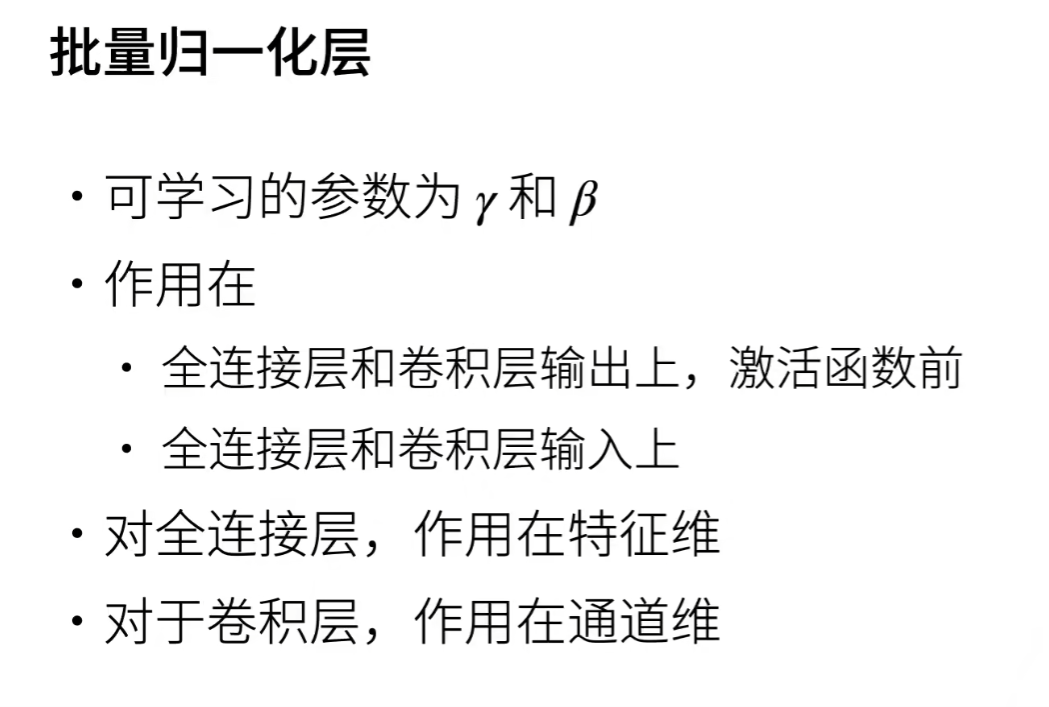 批量归一化层
• 可学习的参数为 γ 和 β
• 作用在
• 全连接层和卷积层输出上，激活函数前
• 全连接层和卷积层输入上
• 对全连接层，作用在特征维
• 对于卷积层，作用在通道维